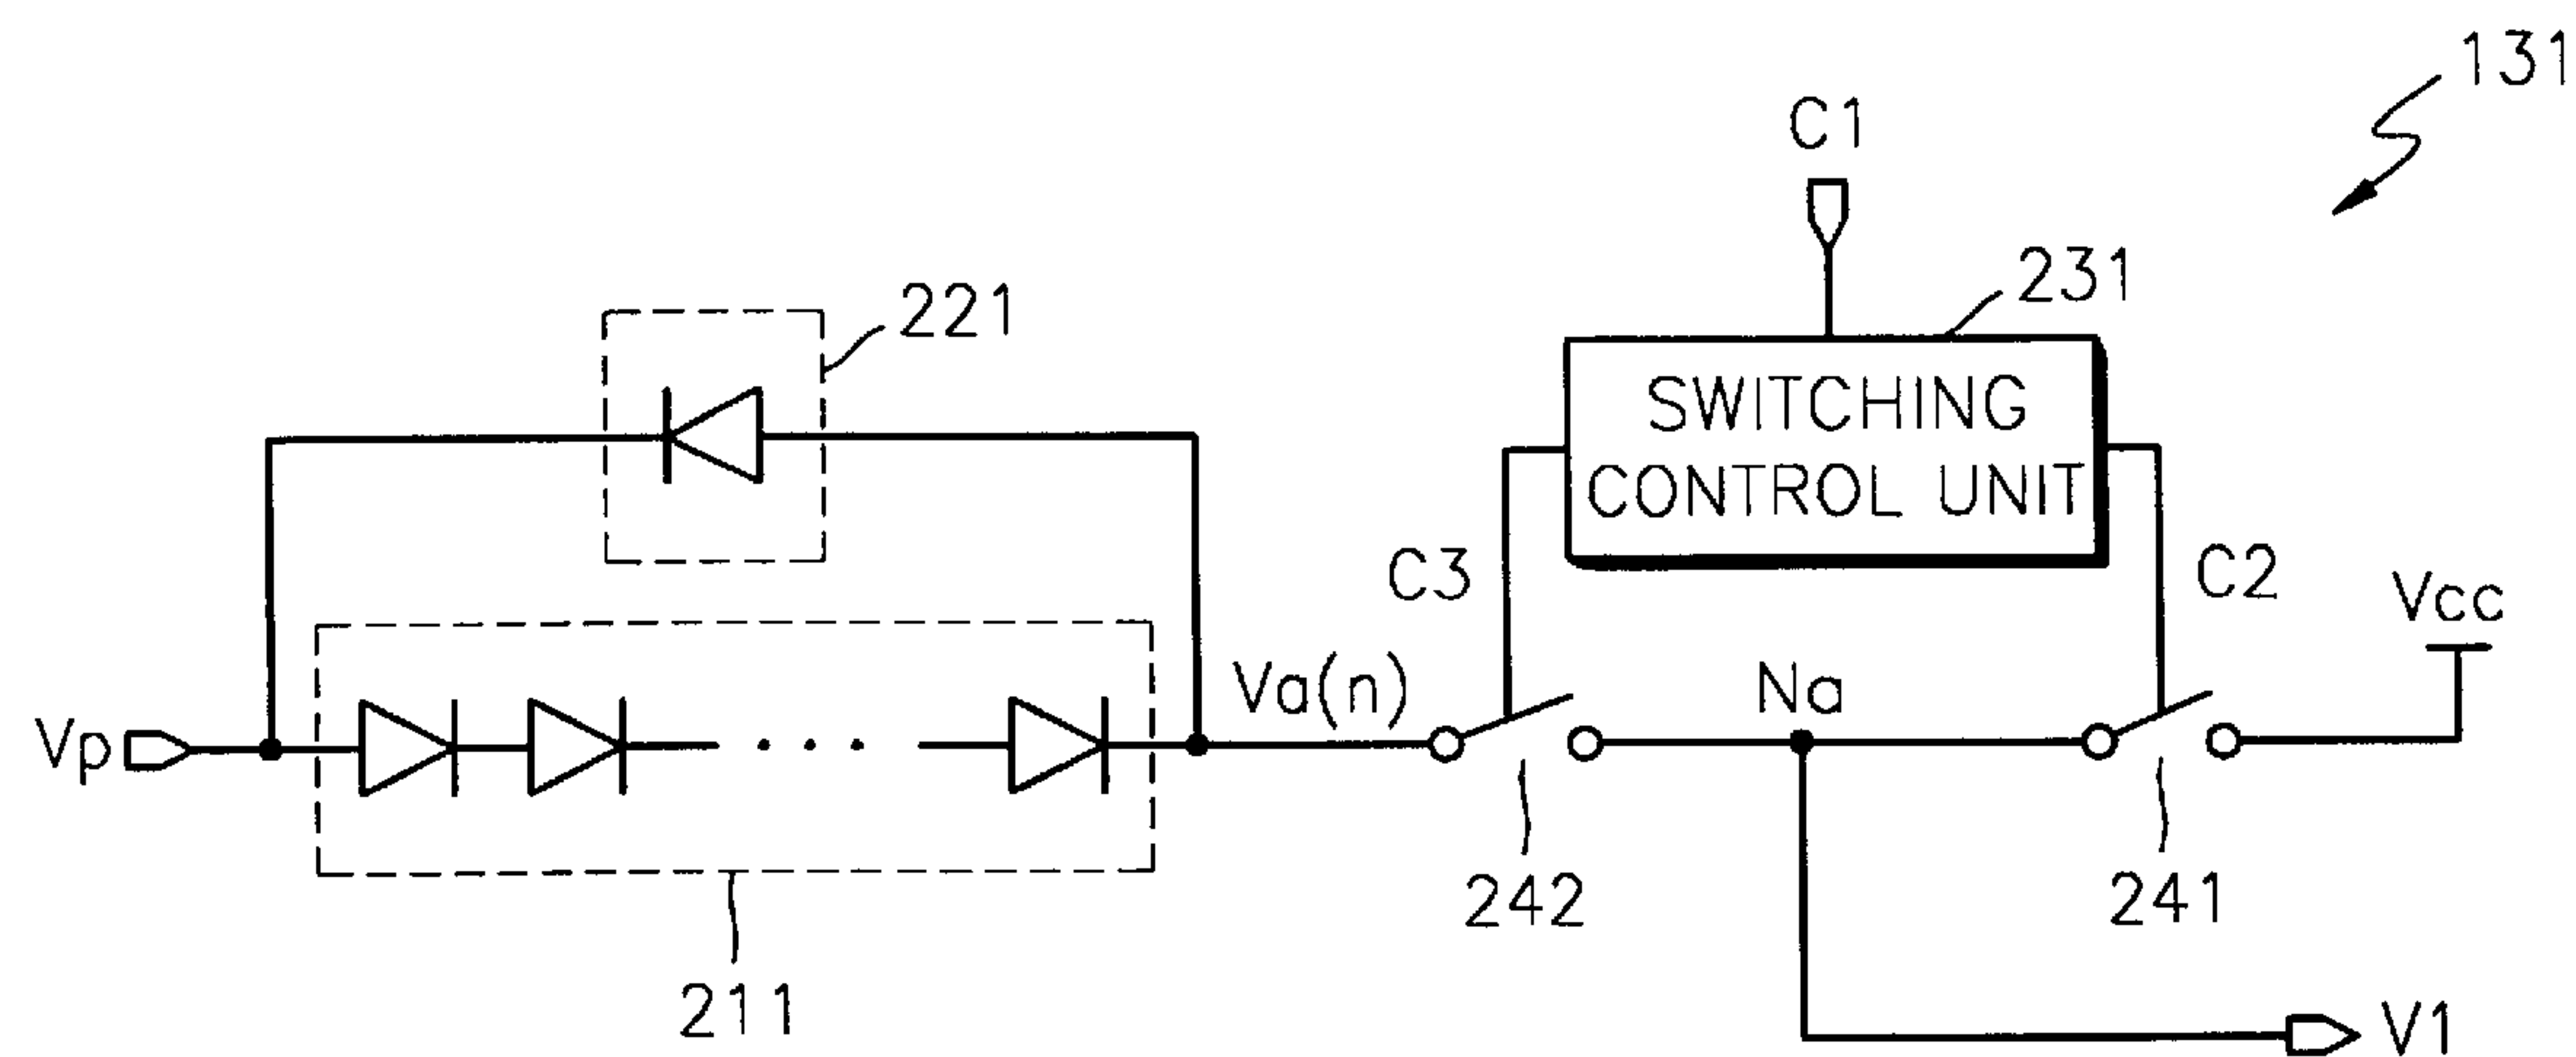 131
C1
231
221
SWITCHING
CONTROL UNIT
C3
C2
Vcc
Vp
Va(n)
Na
242
241
211
V1